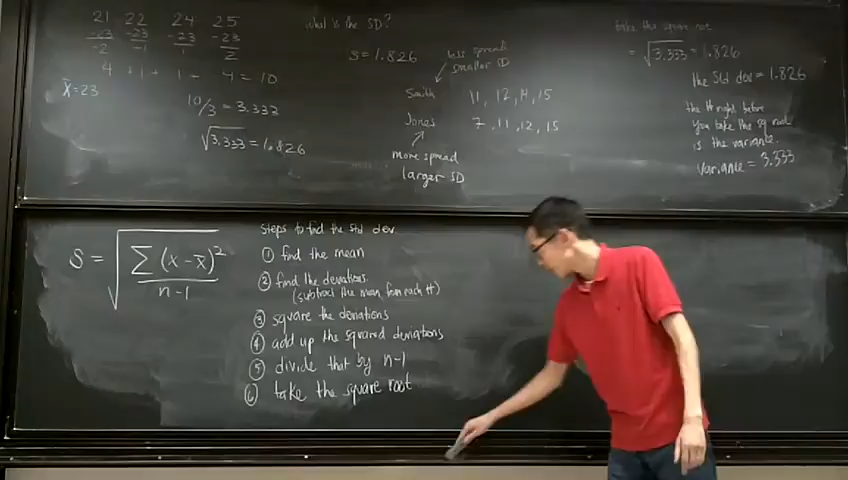 21 22 24 25
-23 -23 -23 -23
-2 -1 1 2
4 + 1 + 1 + 4 = 10
x̄ = 23
10/3 = 3.333
√3.333 = 1.826
what is the SD?
s = 1.826
less spread
smaller SD
Smith 11, 12, 14, 15
Jones 7, 11, 12, 15
more spread
larger SD
take the square root
= √3.333 = 1.826
the Std dev = 1.826
the # right before
you take the sq root
is the variance.
variance = 3.333
S = √(Σ(x - x̄)² / n-1)
Steps to find the Std dev
① find the mean
② find the deviations
(subtract the mean from each #)
③ square the deviations
④ add up the squared deviations
⑤ divide that by n-1
⑥ take the square root